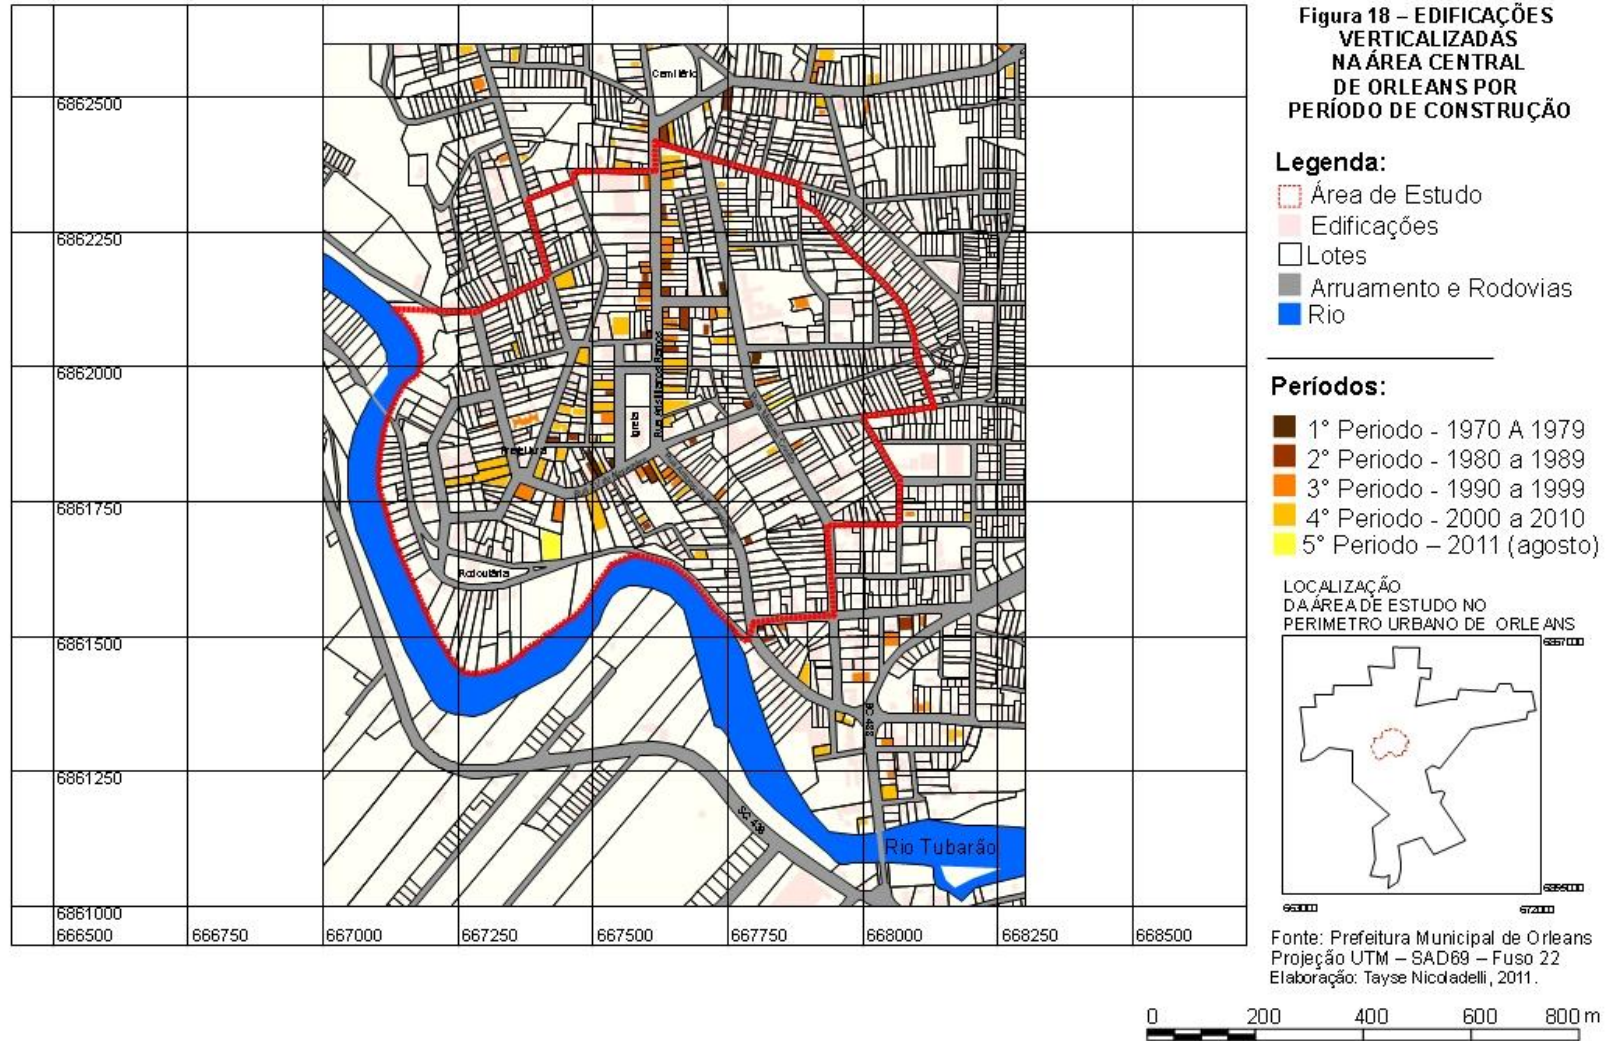 Figura 18 – EDIFICAÇÕES
VERTICALIZADAS
NA ÁREA CENTRAL
DE ORLEANS POR
PERÍODO DE CONSTRUÇÃO
Legenda:
Área de Estudo
Edificações
Lotes
Arruamento e Rodovias
Rio
Períodos:
1° Periodo - 1970 A 1979
2° Periodo - 1980 a 1989
3° Periodo - 1990 a 1999
4° Periodo - 2000 a 2010
5° Periodo – 2011 (agosto)
LOCALIZAÇÃO
DA ÁREA DE ESTUDO NO
PERIMETRO URBANO DE ORLEANS
663000
672000
Fonte: Prefeitura Municipal de Orleans
Projeção UTM – SAD69 – Fuso 22
Elaboração: Tayse Nicoladelli, 2011.
0 200 400 600 800 m
6862500
6862250
6862000
6861750
6861500
6861250
6861000
666500 666750 667000 667250 667500 667750 668000 668250 668500
Cemitério
Igreja
Prefeitura
Rodoviária
Rua Aristiliano Ramos
SC 438
Rio Tubarão